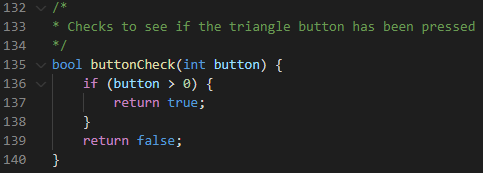 132 /*
133 * Checks to see if the triangle button has been pressed
134 */
135 bool buttonCheck(int button) {
136     if (button > 0) {
137         return true;
138     }
139     return false;
140 }